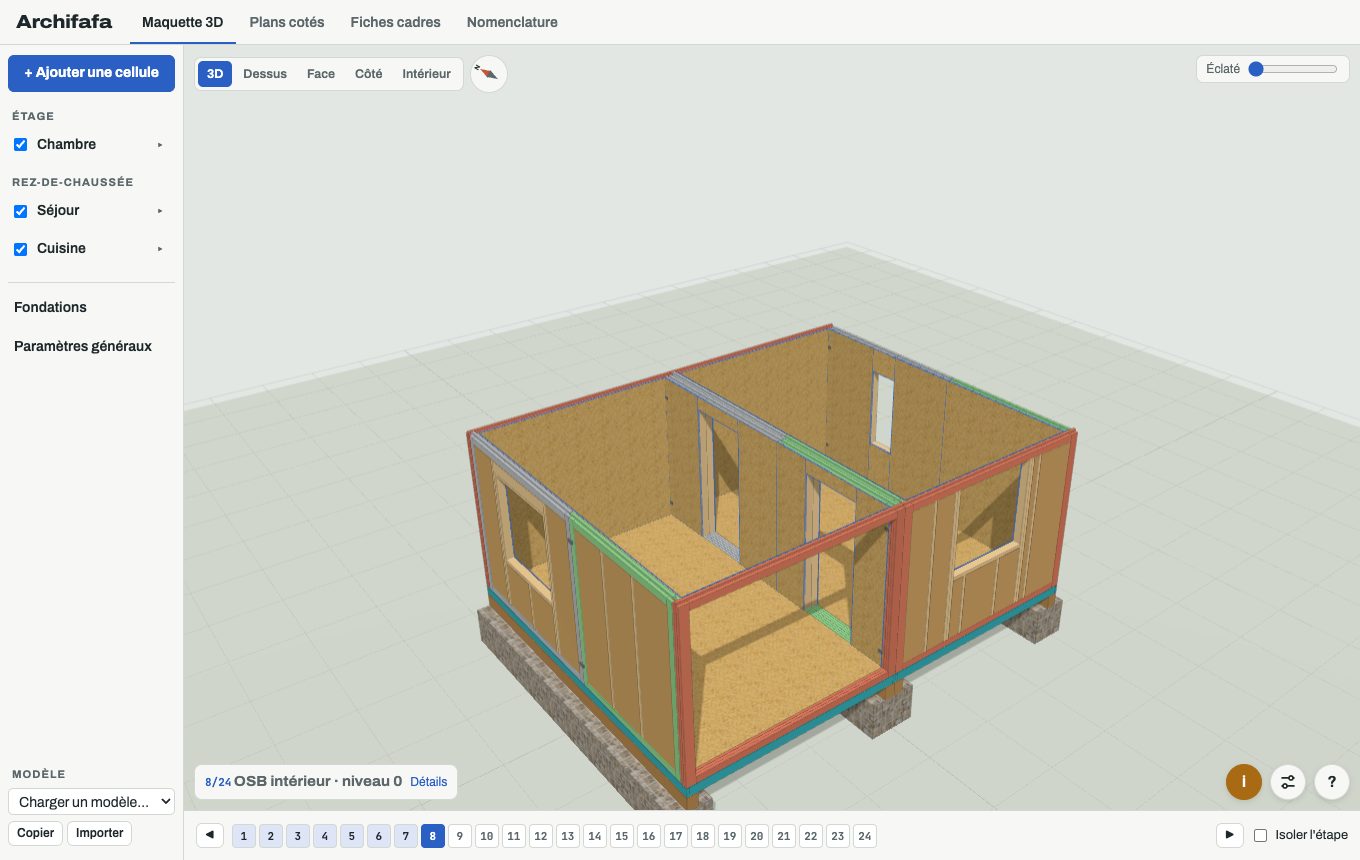 Archifafa
Maquette 3D
Plans cotés
Fiches cadres
Nomenclature
+ Ajouter une cellule
3D
Dessus
Face
Côté
Intérieur
N
Éclaté
ÉTAGE
Chambre
REZ-DE-CHAUSSÉE
Séjour
Cuisine
Fondations
Paramètres généraux
MODÈLE
Charger un modèle...
Copier
Importer
8/24 OSB intérieur · niveau 0 Détails
i
?
1 2 3 4 5 6 7 8 9 10 11 12 13 14 15 16 17 18 19 20 21 22 23 24
Isoler l'étape